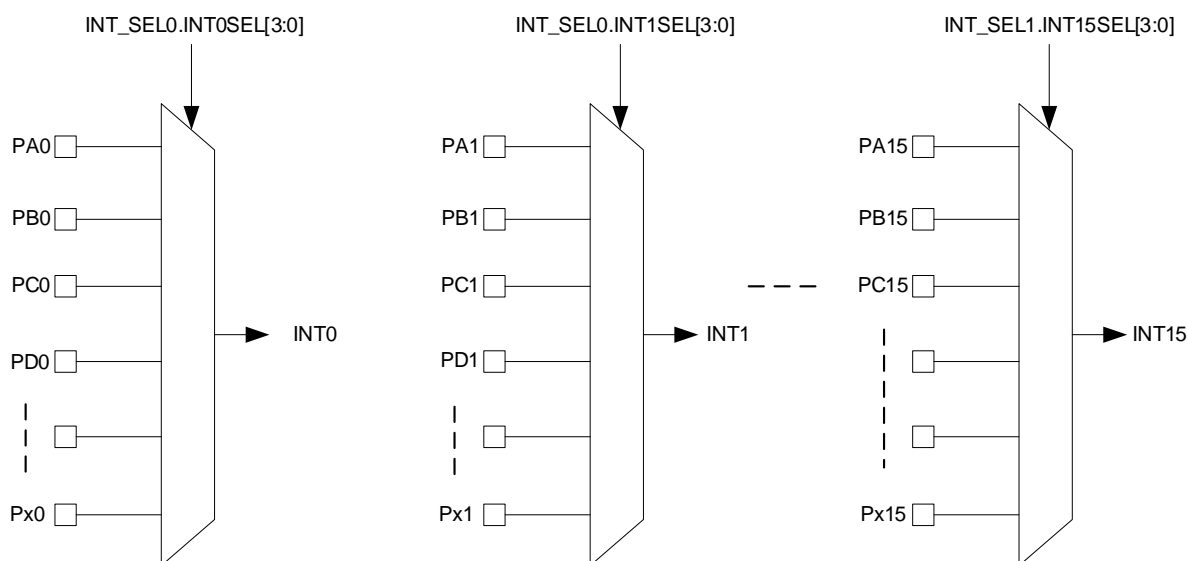 INT_SEL0.INT0SEL[3:0]
INT_SEL0.INT1SEL[3:0]
INT_SEL1.INT15SEL[3:0]
PA0
PB0
PC0
PD0
Px0
INT0
PA1
PB1
PC1
PD1
Px1
INT1
PA15
PB15
PC15
Px15
INT15